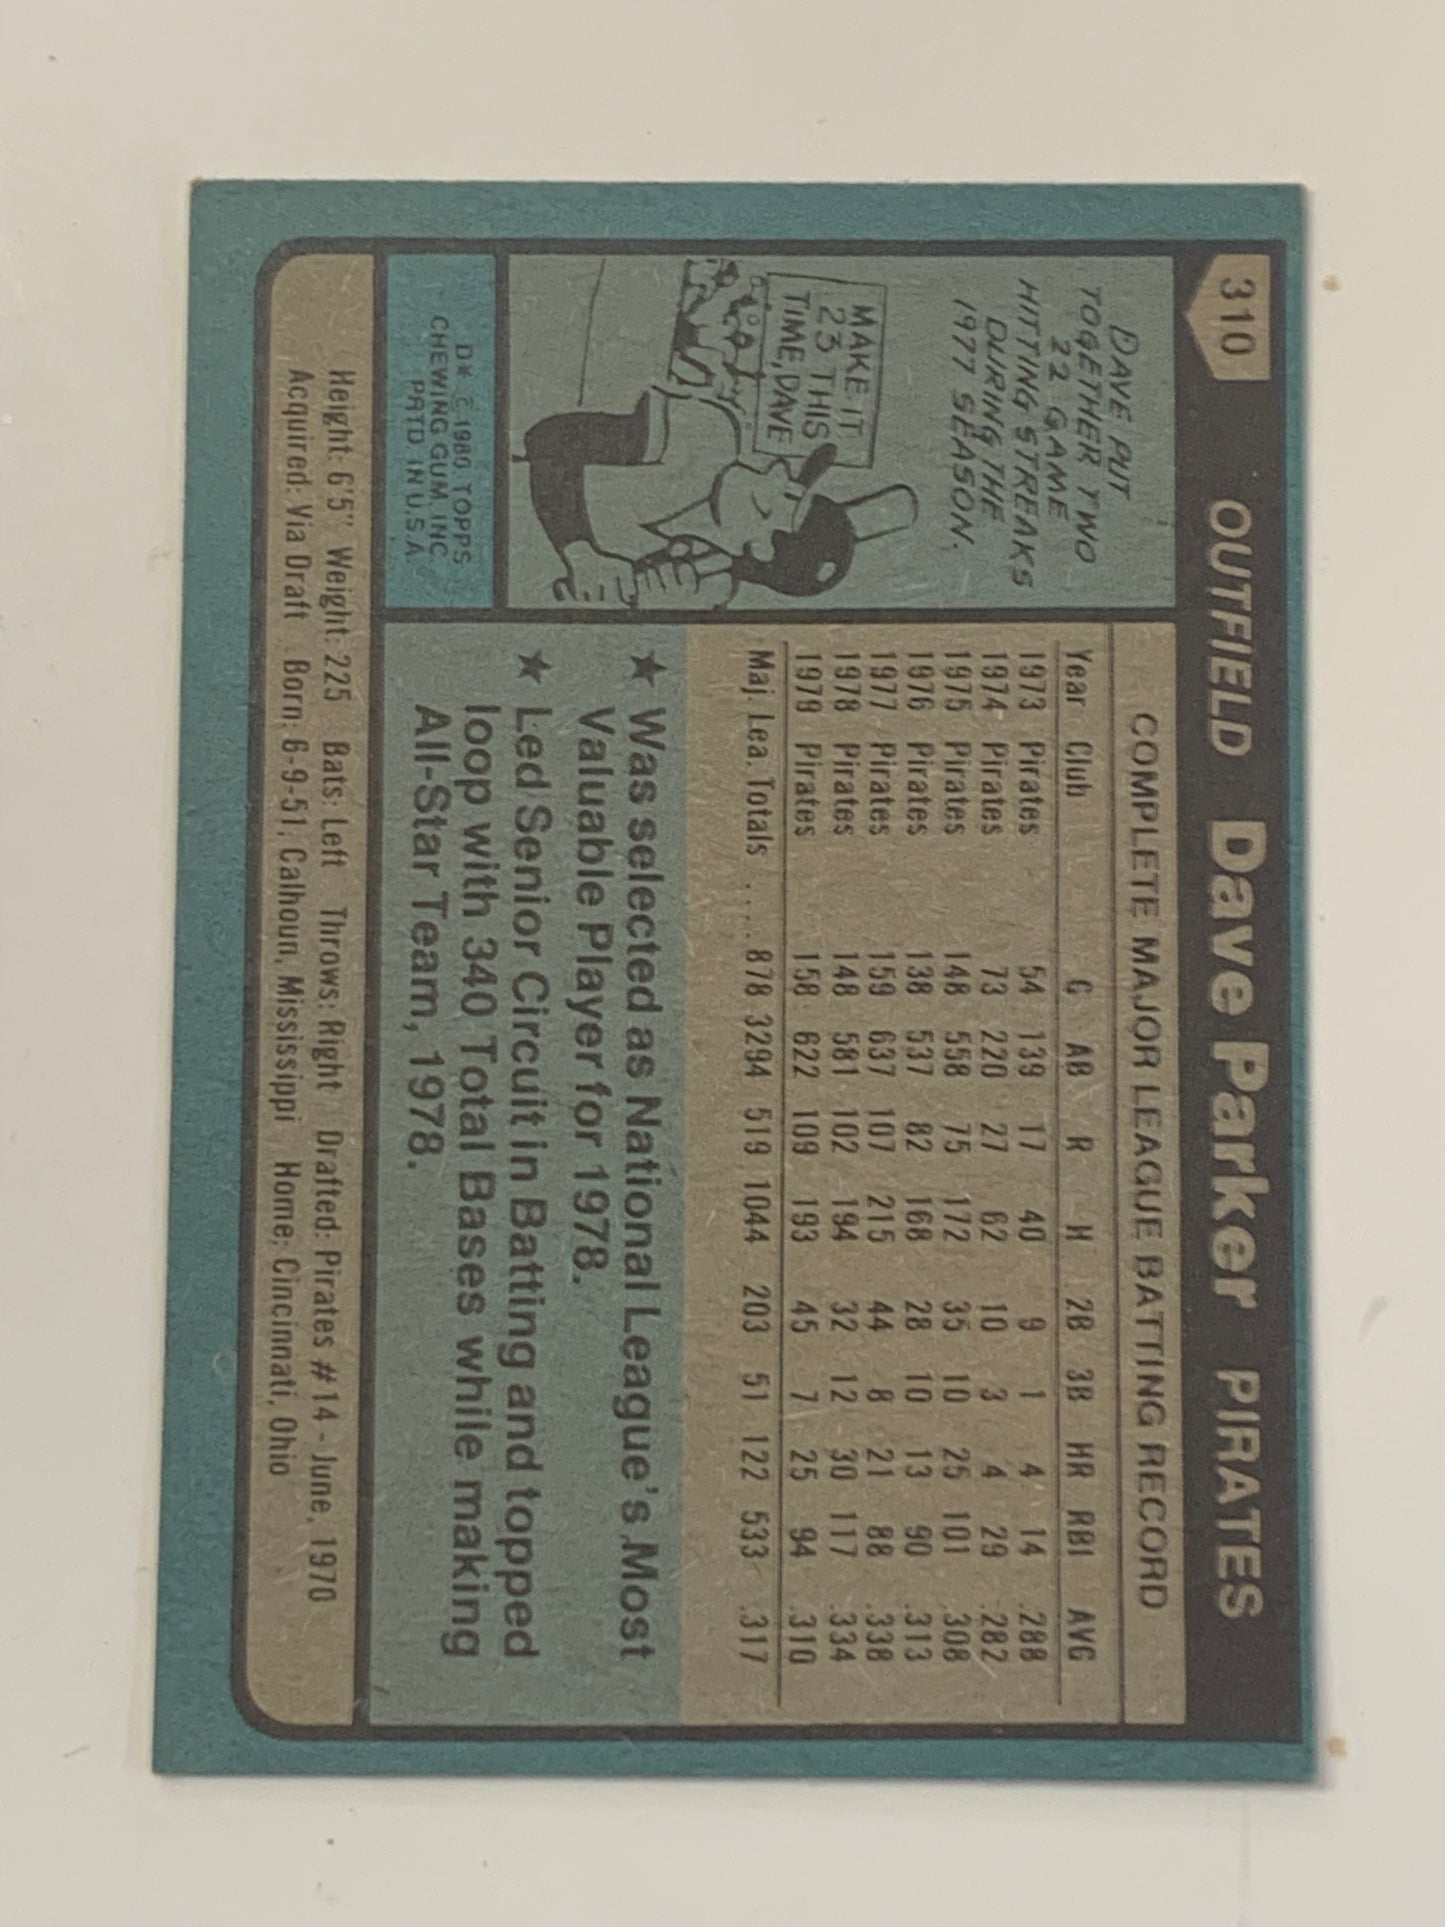 310 OUTFIELD Dave Parker PIRATES
DAVE PUT
TOGETHER TWO
22 GAME
HITTING STREAKS
DURING THE
1977 SEASON.
MAKE IT
23 THIS
TIME, DAVE
D* © 1980 TOPPS
CHEWING GUM, INC.
PRTD. IN U.S.A.
COMPLETE MAJOR LEAGUE BATTING RECORD
Year Club G AB R H 2B 3B HR RBI AVG
1973 Pirates 54 139 17 40 9 1 4 14 .288
1974 Pirates 73 220 27 62 10 3 4 29 .282
1975 Pirates 148 558 75 172 35 10 25 101 .308
1976 Pirates 138 537 82 168 28 10 13 90 .313
1977 Pirates 159 637 107 215 44 8 21 88 .338
1978 Pirates 148 581 102 194 32 12 30 117 .334
1979 Pirates 158 622 109 193 45 7 25 94 .310
Maj. Lea. Totals ..... 878 3294 519 1044 203 51 122 533 .317
★ Was selected as National League's Most
Valuable Player for 1978.
★ Led Senior Circuit in Batting and topped
loop with 340 Total Bases while making
All-Star Team, 1978.
Height: 6'5" Weight: 225 Bats: Left Throws: Right Drafted: Pirates #14 - June, 1970
Acquired: Via Draft Born: 6-9-51, Calhoun, Mississippi Home: Cincinnati, Ohio